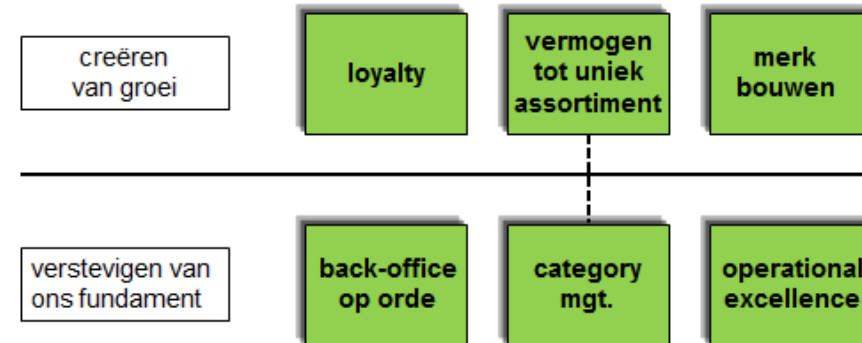 creëren
van groei
loyalty
vermogen
tot uniek
assortiment
merk
bouwen
verstevigen van
ons fundament
back-office
op orde
category
mgt.
operational
excellence